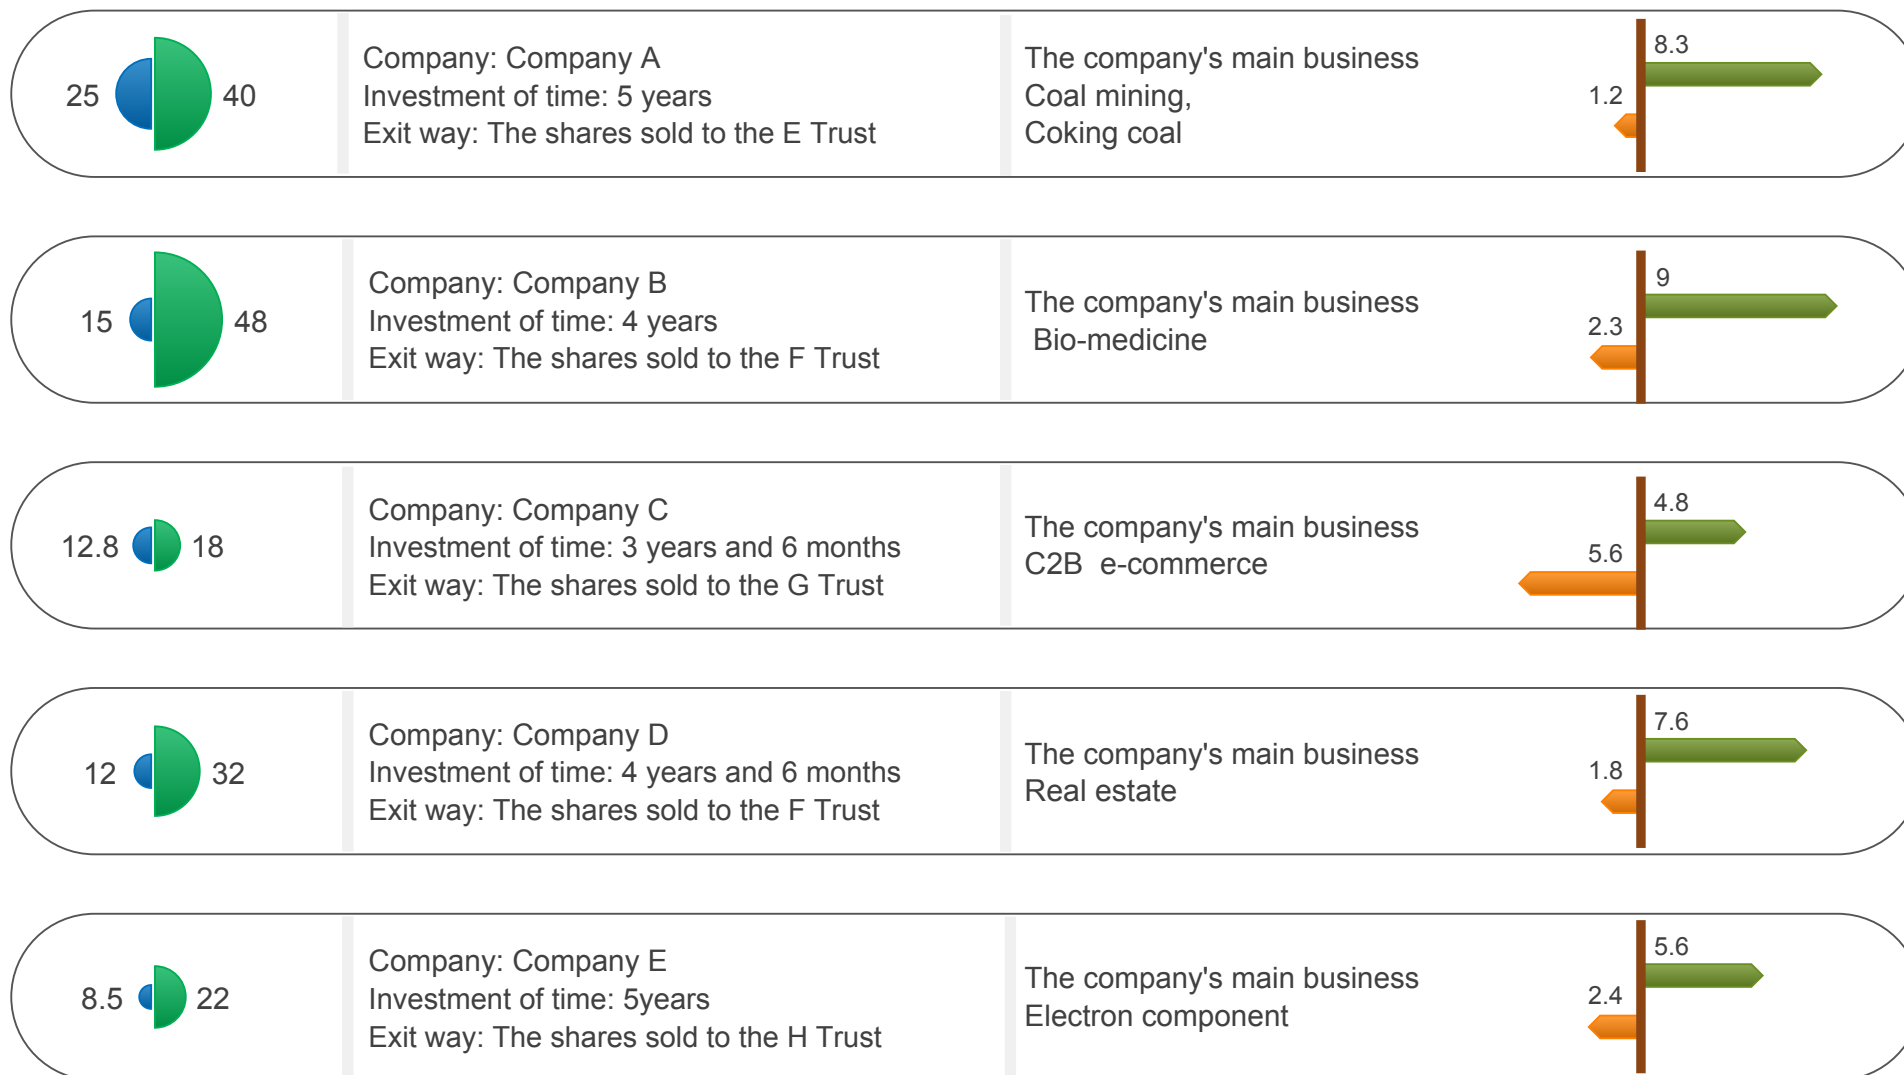 25
40
Company: Company A
Investment of time: 5 years
Exit way: The shares sold to the E Trust
The company's main business
Coal mining,
Coking coal
8.3
1.2
15
48
Company: Company B
Investment of time: 4 years
Exit way: The shares sold to the F Trust
The company's main business
Bio-medicine
9
2.3
12.8
18
Company: Company C
Investment of time: 3 years and 6 months
Exit way: The shares sold to the G Trust
The company's main business
C2B  e-commerce
4.8
5.6
12
32
Company: Company D
Investment of time: 4 years and 6 months
Exit way: The shares sold to the F Trust
The company's main business
Real estate
7.6
1.8
8.5
22
Company: Company E
Investment of time: 5years
Exit way: The shares sold to the H Trust
The company's main business
Electron component
5.6
2.4